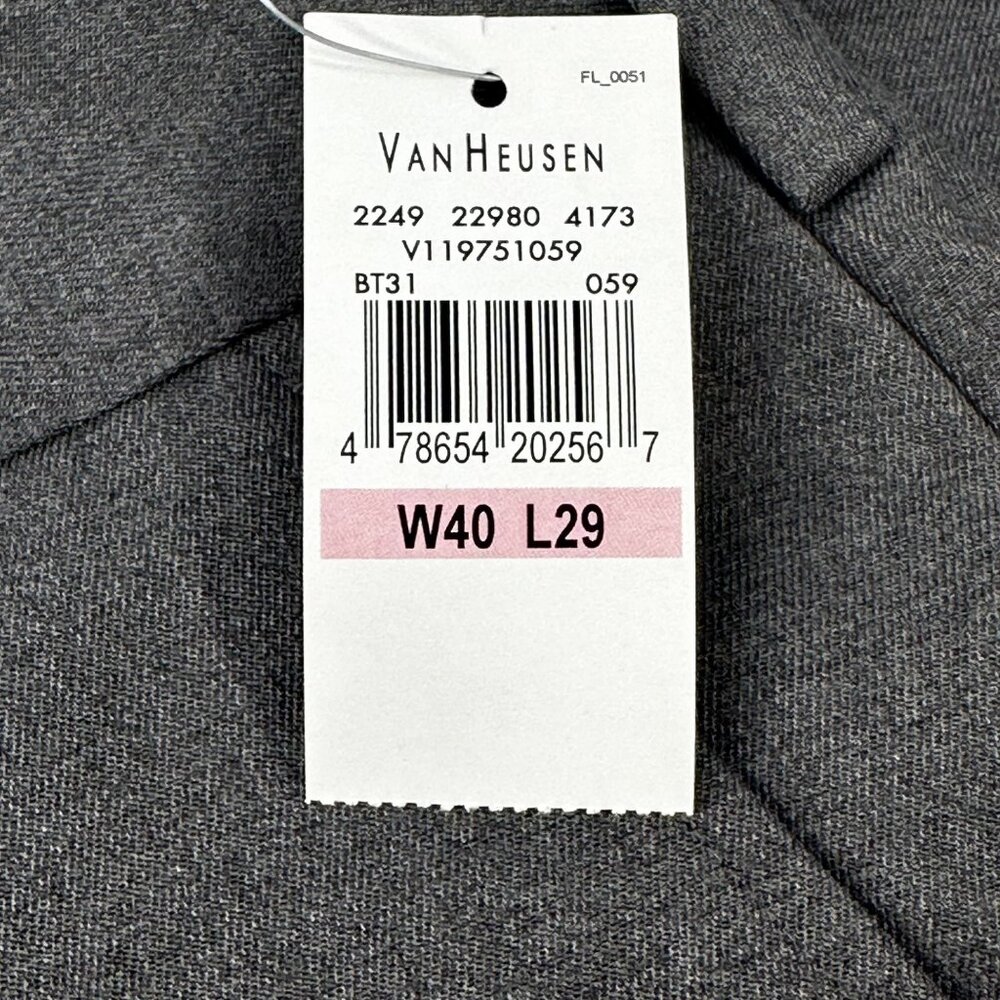 FL_0051
VAN HEUSEN
2249 22980 4173
V119751059
BT31 059
4 78654 20256 7
W40 L29